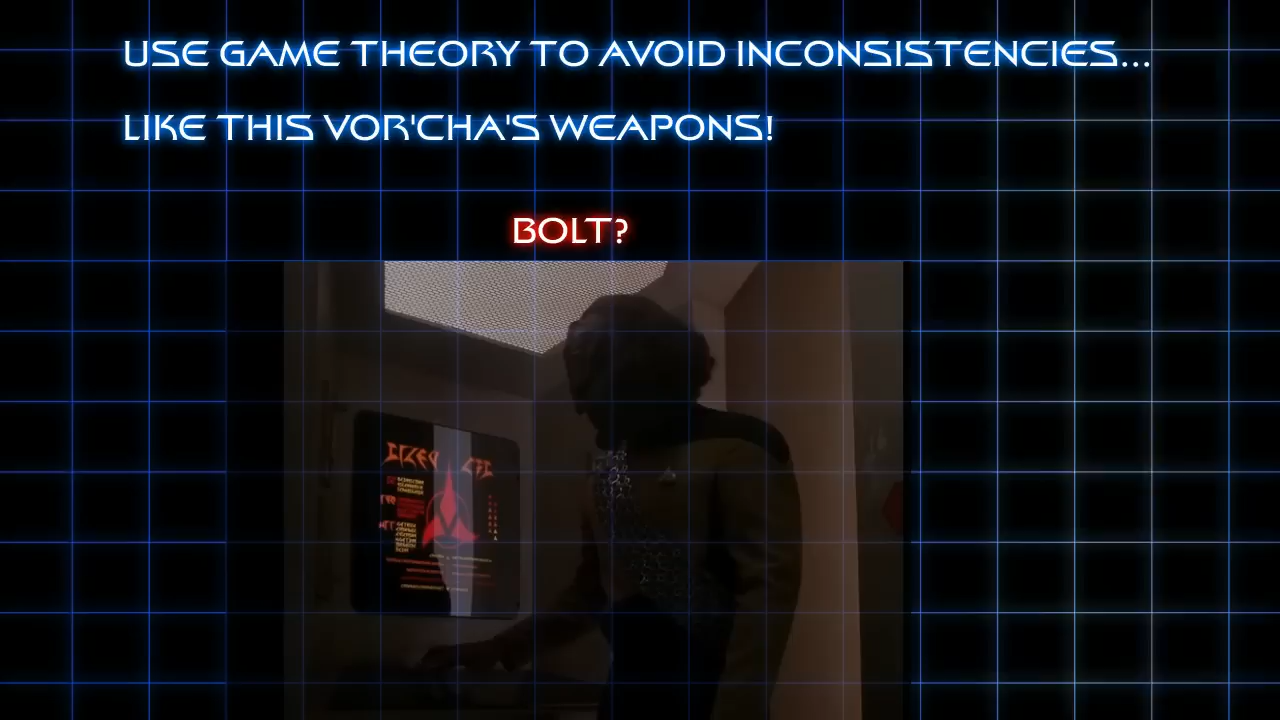 USE GAME THEORY TO AVOID INCONSISTENCIES...
LIKE THIS VOR'CHA'S WEAPONS!
BOLT?